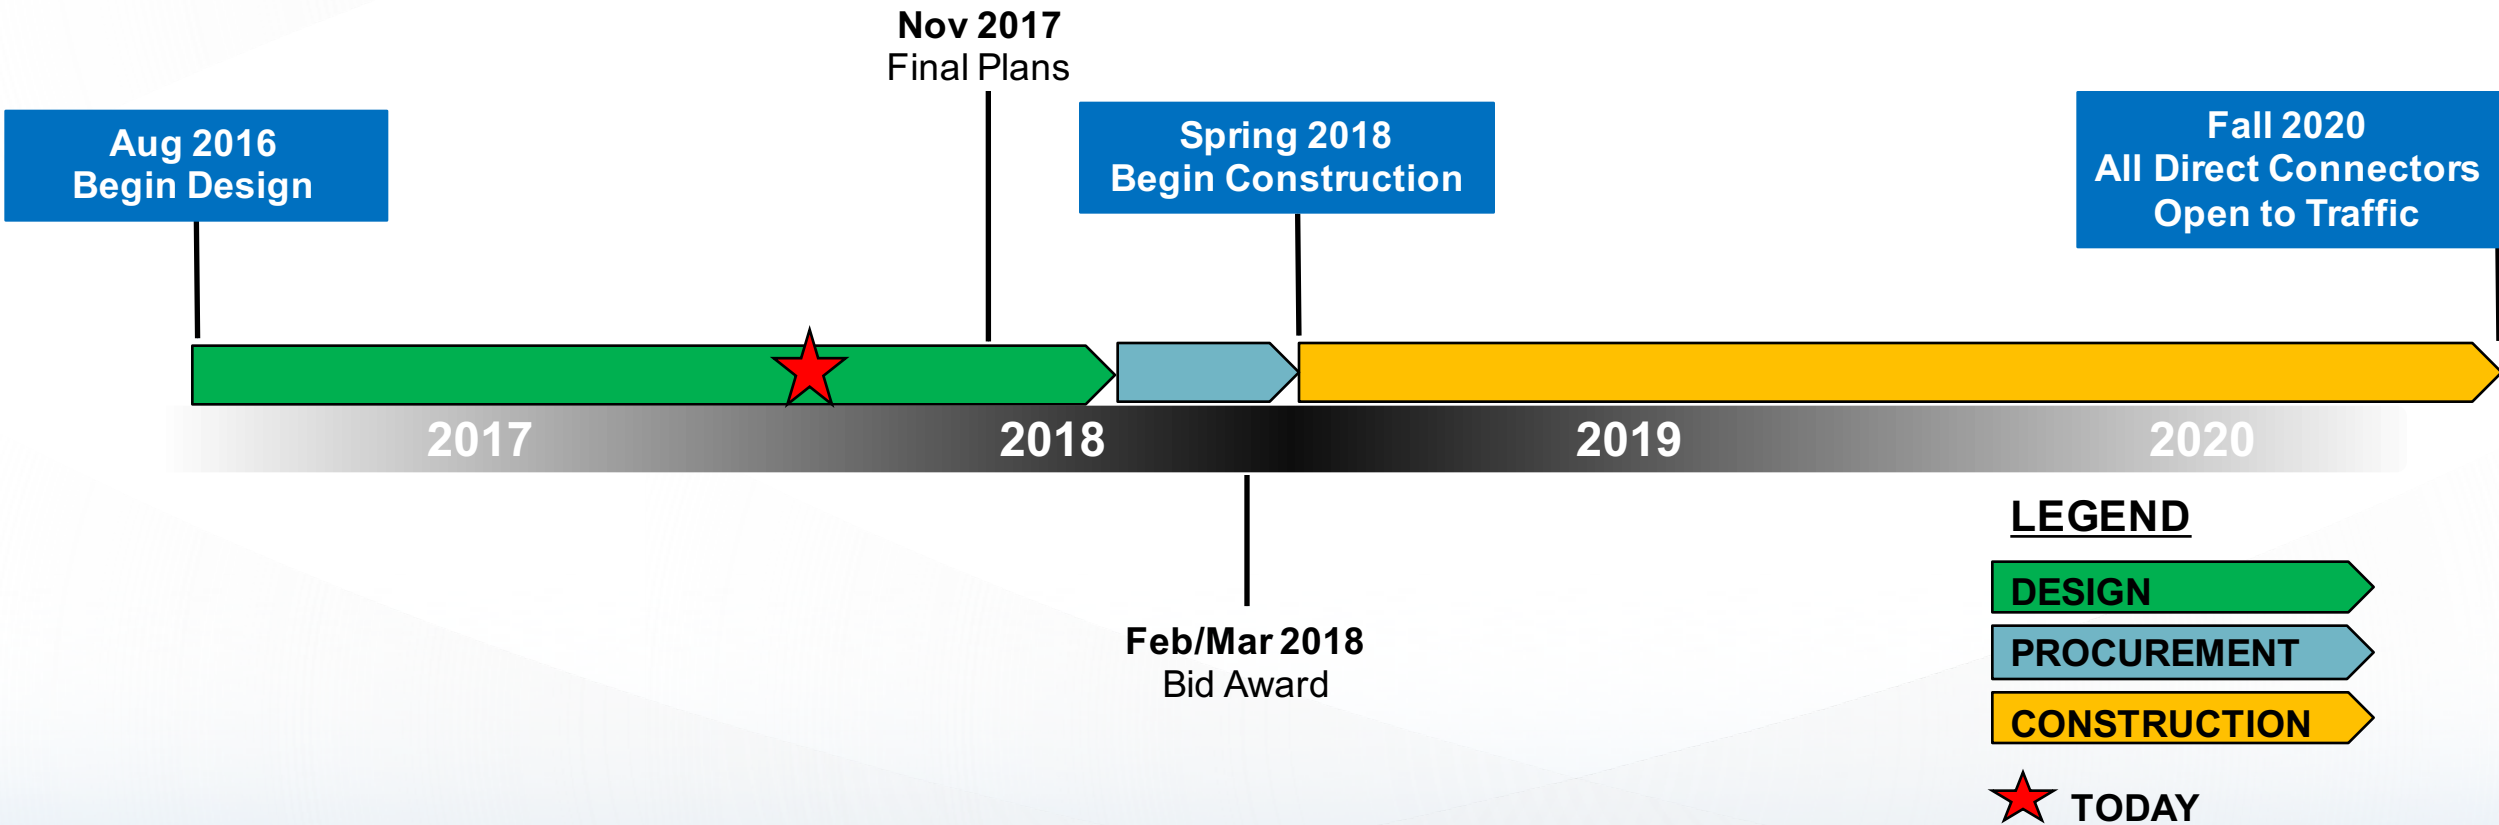 Nov 2017
Final Plans
Aug 2016
Begin Design
Spring 2018
Begin Construction
Fall 2020
All Direct Connectors
Open to Traffic
2017
2018
2019
2020
Feb/Mar 2018
Bid Award
LEGEND
DESIGN
PROCUREMENT
CONSTRUCTION
TODAY